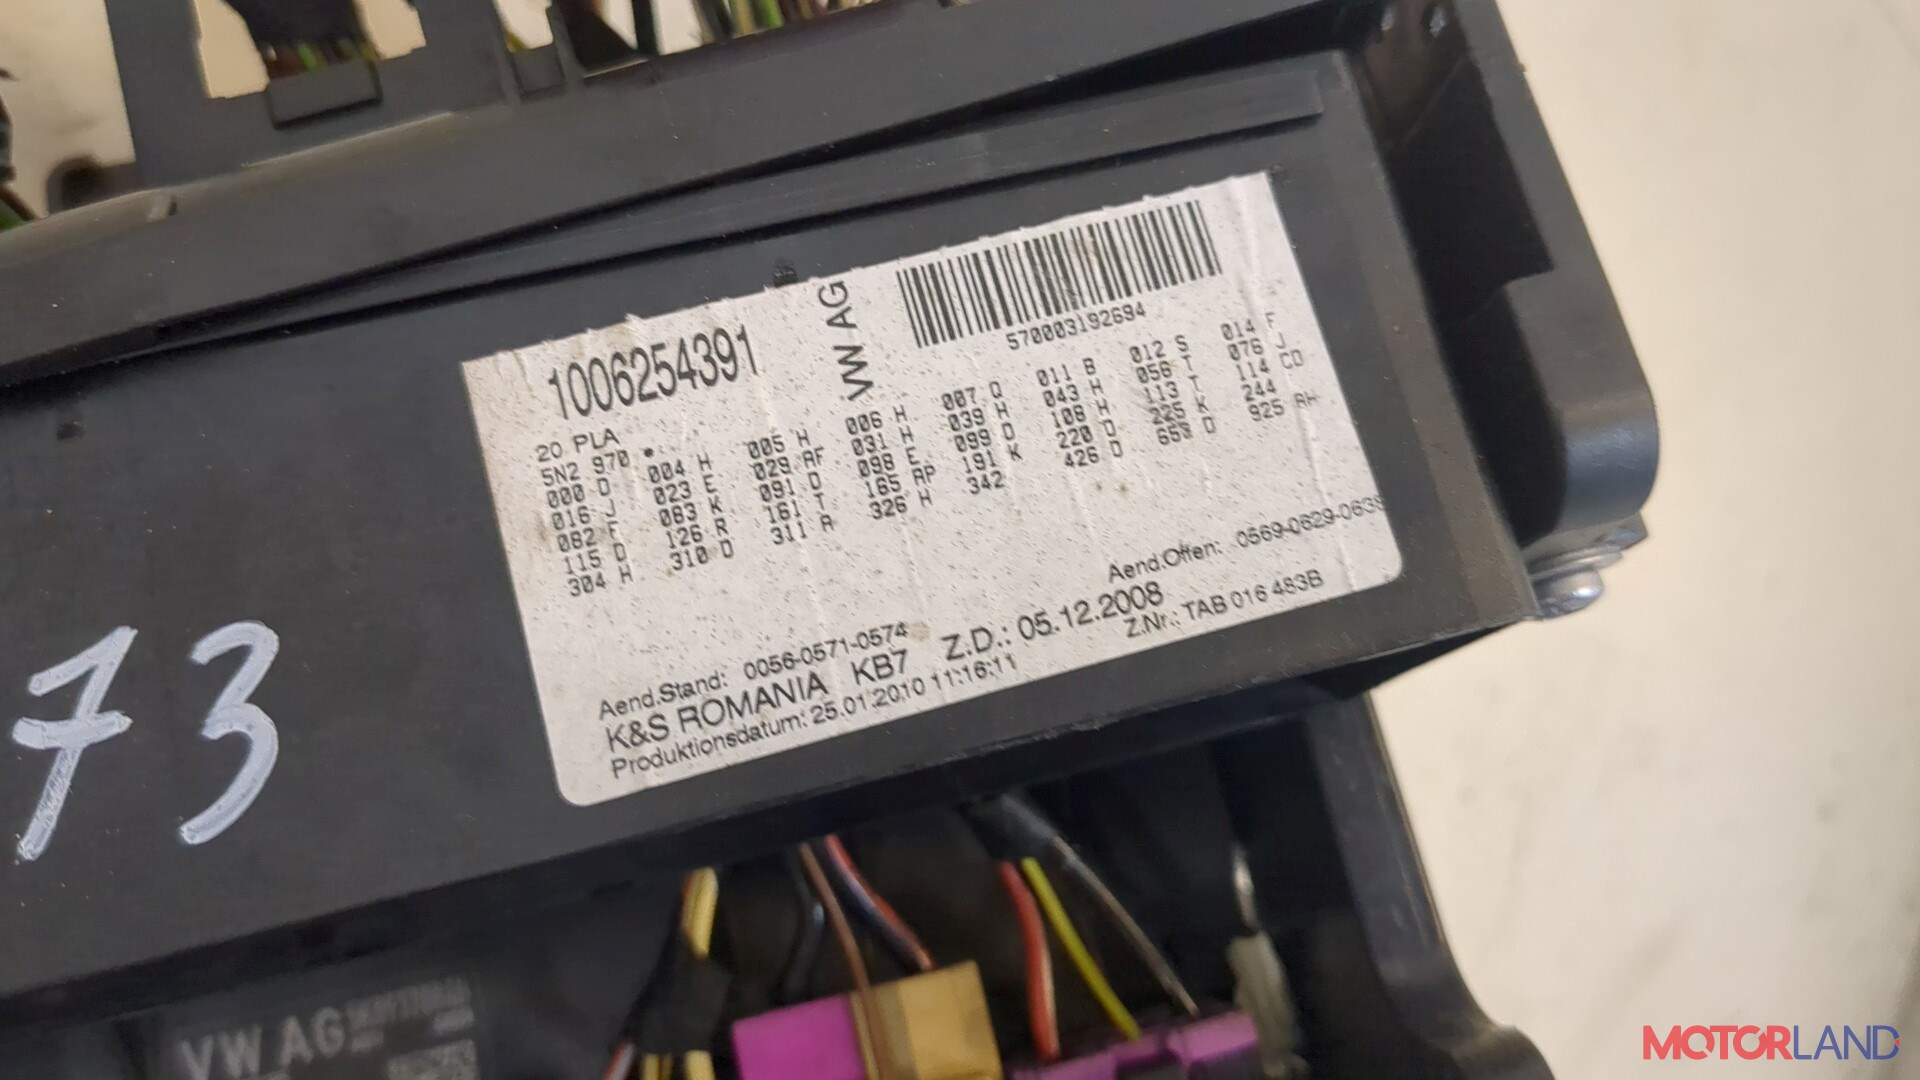 1006254391
VW AG
570003192694
20 PLA
5N2 970 .
000 D 004 H 005 H 006 H 007 Q 011 B 012 S 014 F
016 J 023 E 029 AF 031 H 039 H 043 H 056 T 076 J
082 F 083 K 091 D 098 E 099 D 108 H 113 T 114 CD
115 D 126 R 161 T 165 AP 191 K 220 D 225 K 244
304 H 310 D 311 A 326 H 342 426 D 653 D 925 RH
Aend.Stand: 0056-0571-0574 Aend.Offen: 0569-0629-0638
K&S ROMANIA KB7 Z.D.: 05.12.2008
Produktionsdatum: 25.01.2010 11:16:11 Z.Nr.: TAB 016 483B
73
VW AG
MOTORLAND